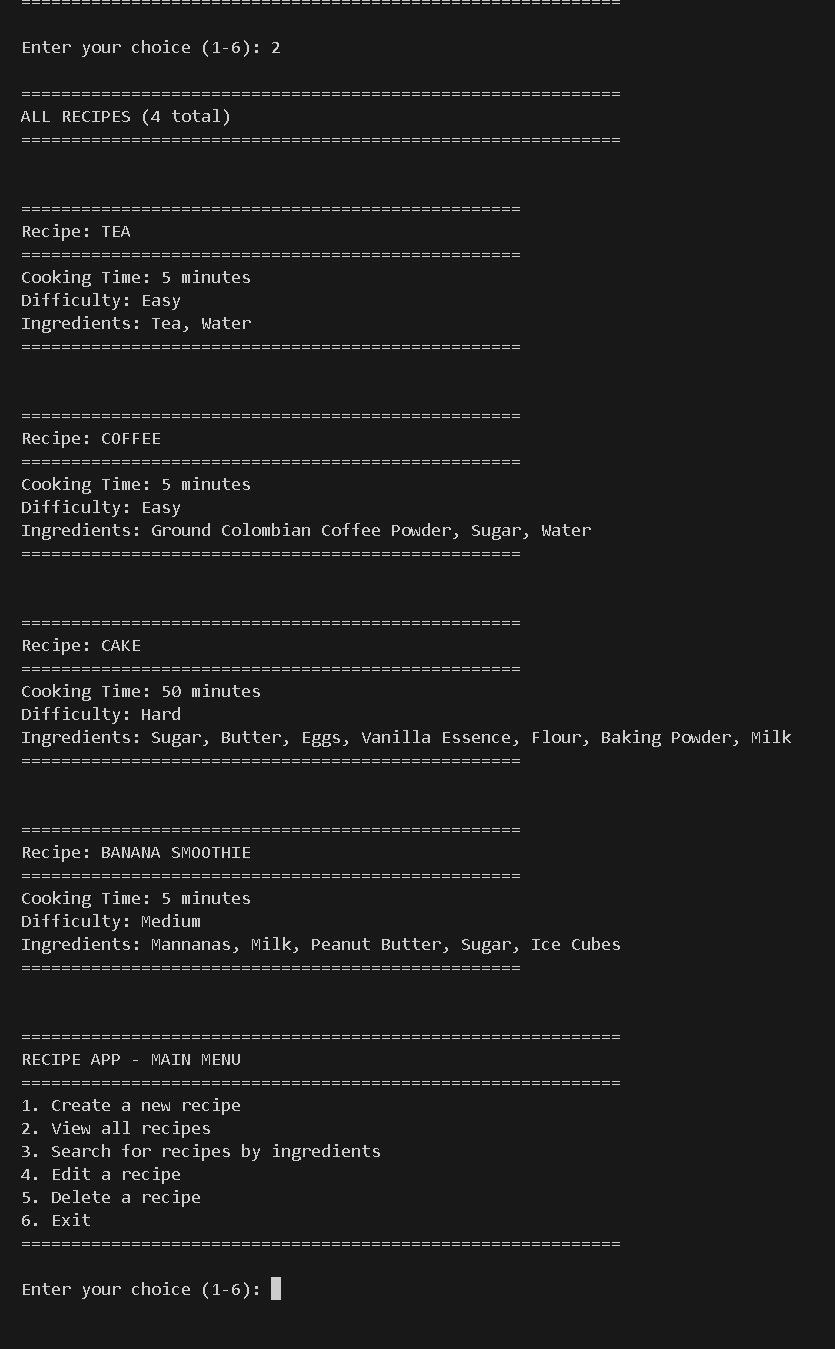 ============================================================
Enter your choice (1-6): 2
============================================================
ALL RECIPES (4 total)
============================================================
==================================================
Recipe: TEA
==================================================
Cooking Time: 5 minutes
Difficulty: Easy
Ingredients: Tea, Water
==================================================
==================================================
Recipe: COFFEE
==================================================
Cooking Time: 5 minutes
Difficulty: Easy
Ingredients: Ground Colombian Coffee Powder, Sugar, Water
==================================================
==================================================
Recipe: CAKE
==================================================
Cooking Time: 50 minutes
Difficulty: Hard
Ingredients: Sugar, Butter, Eggs, Vanilla Essence, Flour, Baking Powder, Milk
==================================================
==================================================
Recipe: BANANA SMOOTHIE
==================================================
Cooking Time: 5 minutes
Difficulty: Medium
Ingredients: Mannanas, Milk, Peanut Butter, Sugar, Ice Cubes
==================================================
============================================================
RECIPE APP - MAIN MENU
============================================================
1. Create a new recipe
2. View all recipes
3. Search for recipes by ingredients
4. Edit a recipe
5. Delete a recipe
6. Exit
============================================================
Enter your choice (1-6):